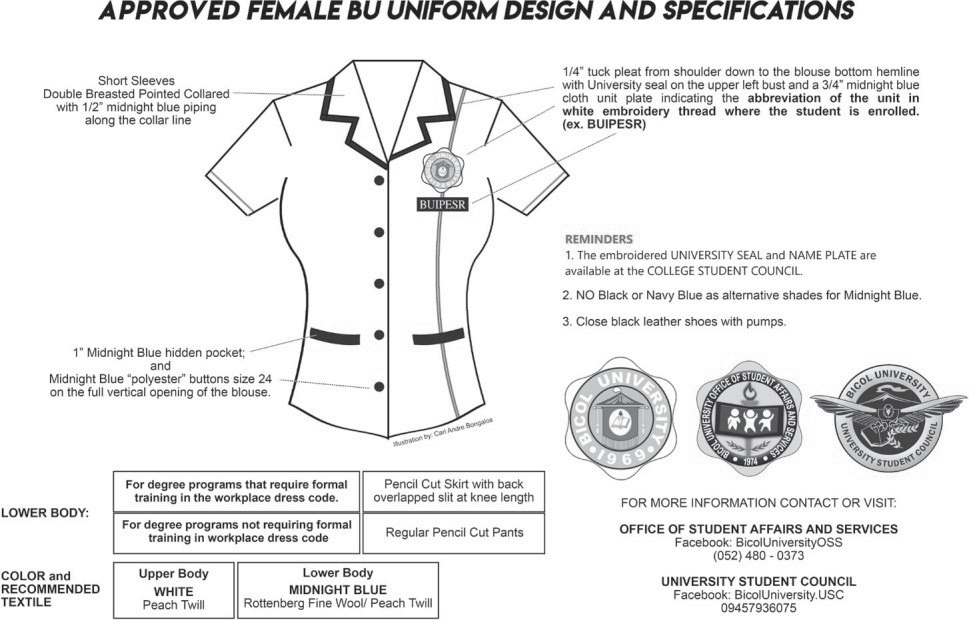 APPROVED FEMALE BU UNIFORM DESIGN AND SPECIFICATIONS
Short Sleeves
Double Breasted Pointed Collared
with 1/2” midnight blue piping
along the collar line
1/4” tuck pleat from shoulder down to the blouse bottom hemline
with University seal on the upper left bust and a 3/4” midnight blue
cloth unit plate indicating the abbreviation of the unit in
white embroidery thread where the student is enrolled.
(ex. BUIPESR)
BUIPESR
REMINDERS
1. The embroidered UNIVERSITY SEAL and NAME PLATE are
available at the COLLEGE STUDENT COUNCIL.
2. NO Black or Navy Blue as alternative shades for Midnight Blue.
3. Close black leather shoes with pumps.
1” Midnight Blue hidden pocket;
and
Midnight Blue “polyester” buttons size 24
on the full vertical opening of the blouse.
Illustration by: Carl Andre Bongalos
BICOL UNIVERSITY
1969
BICOL UNIVERSITY OFFICE OF STUDENT AFFAIRS AND SERVICES
1974
BICOL UNIVERSITY
UNIVERSITY STUDENT COUNCIL
LOWER BODY:
For degree programs that require formal
training in the workplace dress code.
Pencil Cut Skirt with back
overlapped slit at knee length
For degree programs not requiring formal
training in workplace dress code
Regular Pencil Cut Pants
COLOR and
RECOMMENDED
TEXTILE
Upper Body
WHITE
Peach Twill
Lower Body
MIDNIGHT BLUE
Rottenberg Fine Wool/ Peach Twill
FOR MORE INFORMATION CONTACT OR VISIT:
OFFICE OF STUDENT AFFAIRS AND SERVICES
Facebook: BicolUniversityOSS
(052) 480 - 0373
UNIVERSITY STUDENT COUNCIL
Facebook: BicolUniversity.USC
09457936075